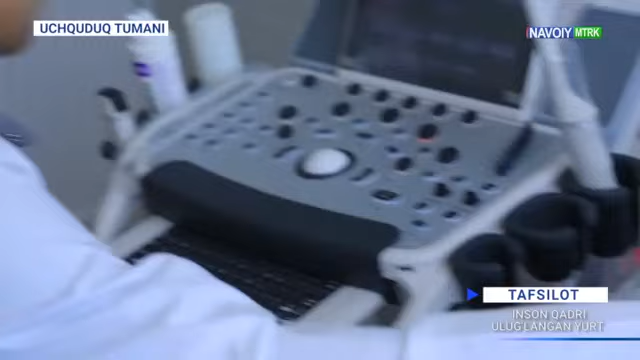 UCHQUDUQ TUMANI
NAVOIY MTRK
TAFSILOT
INSON QADRI
ULUG'LANGAN YURT